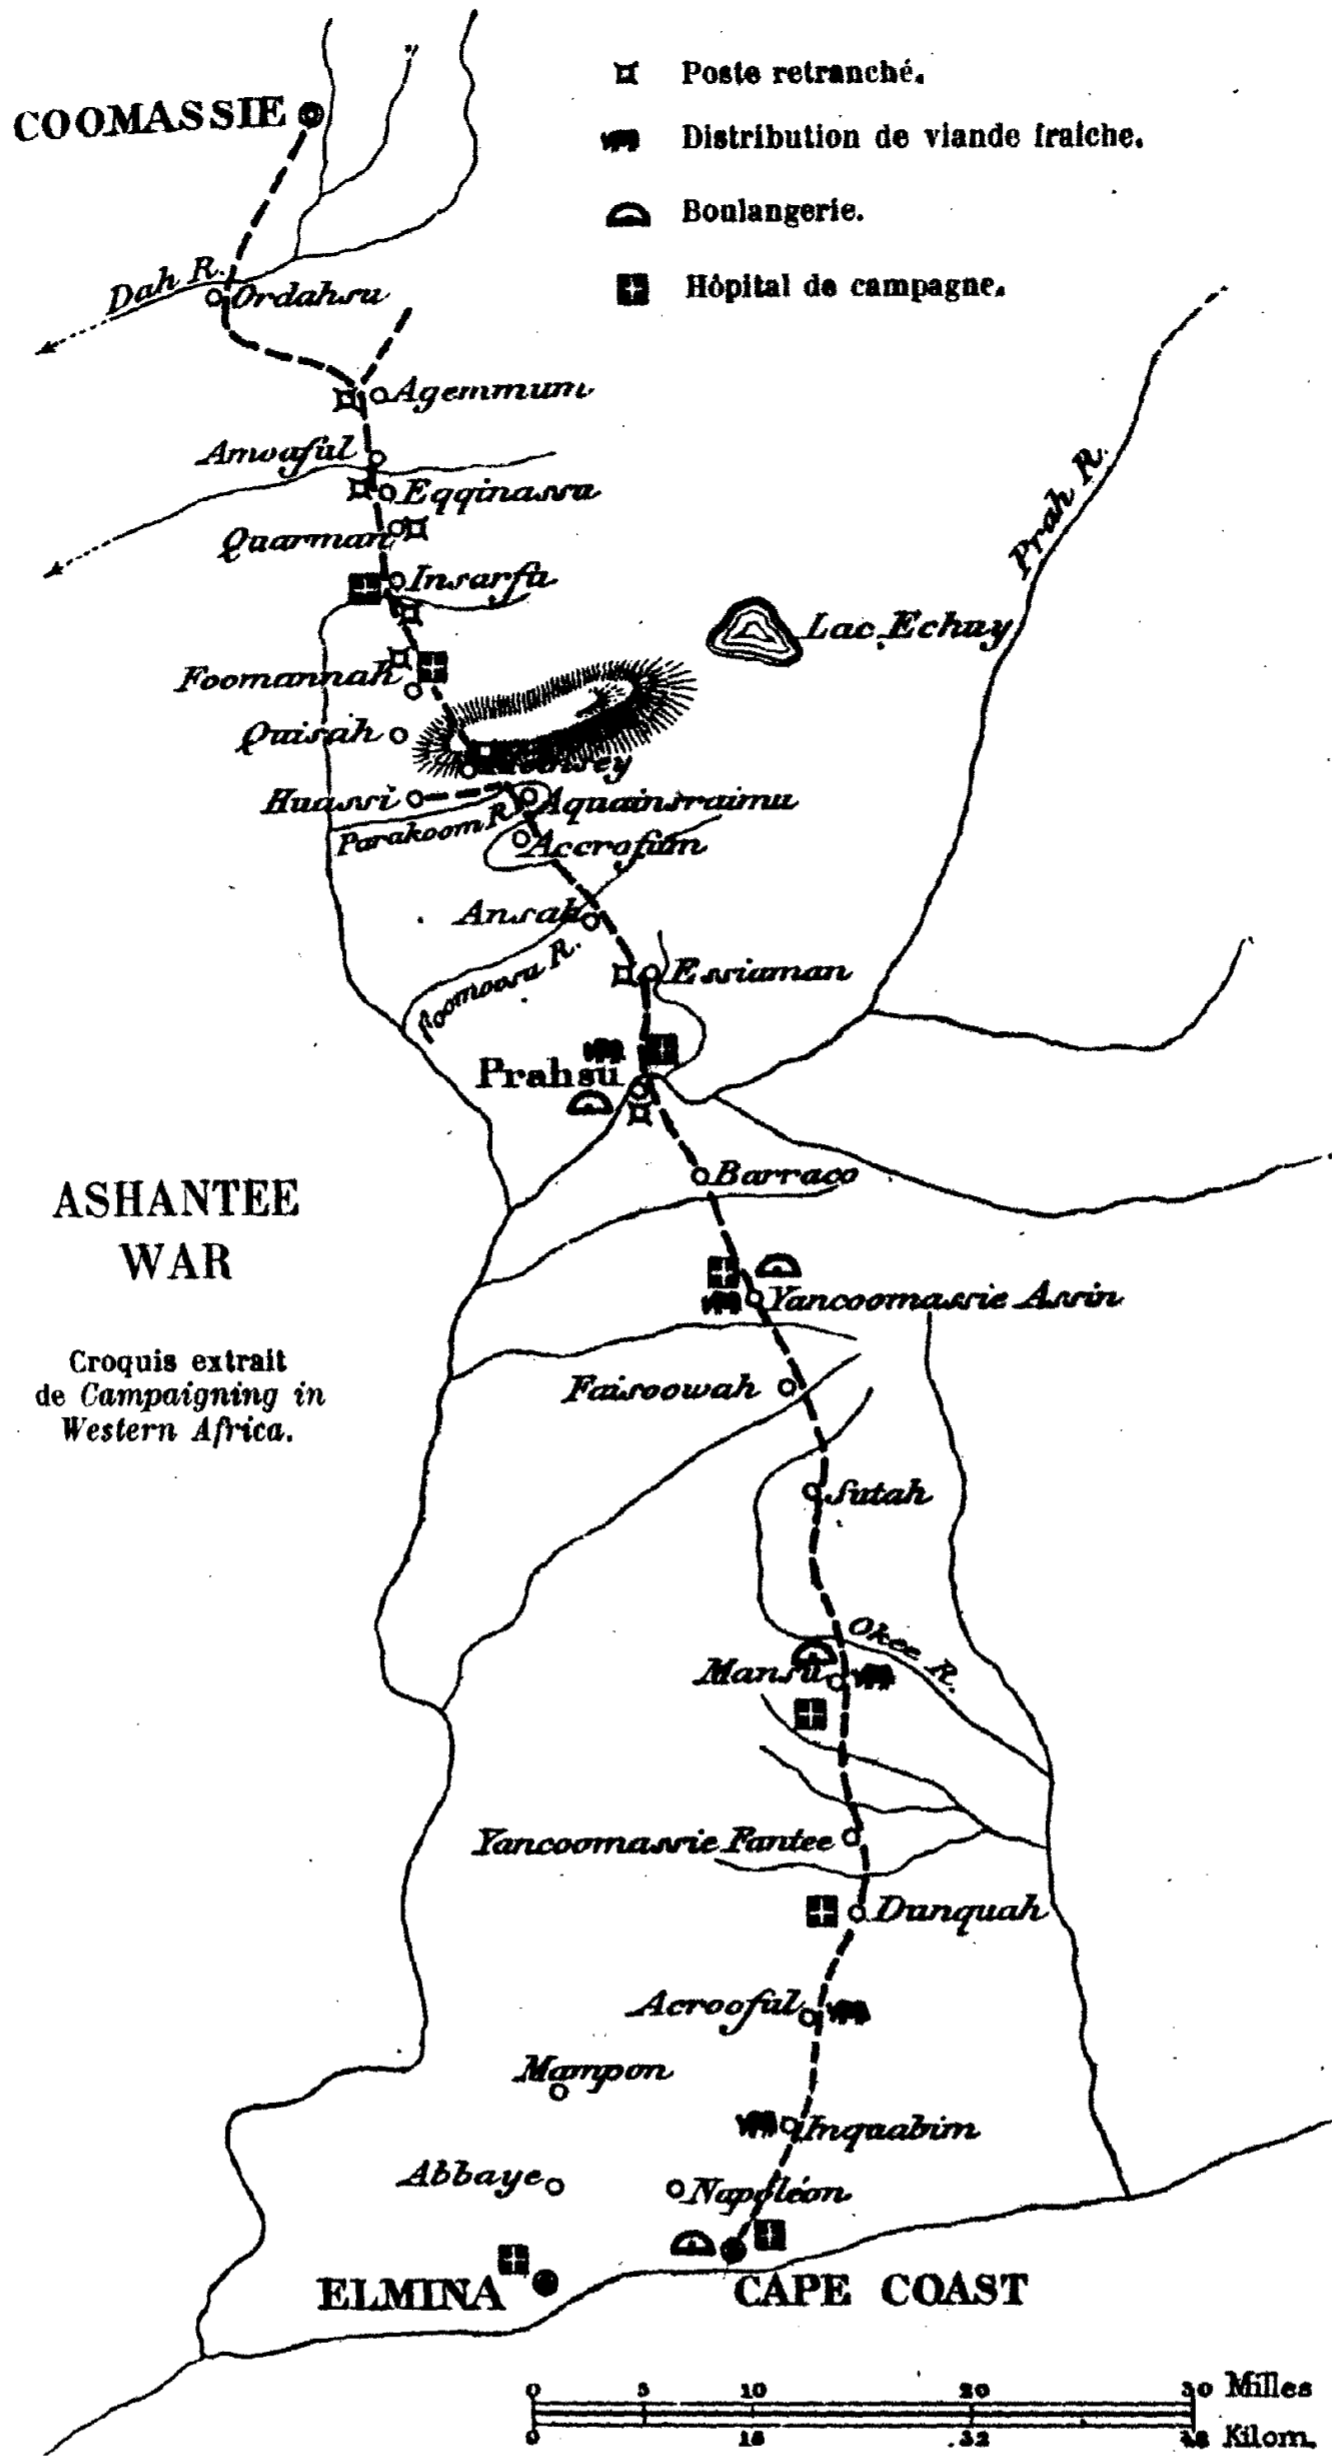 Poste retranché.
Distribution de viande fraîche.
Boulangerie.
Hôpital de campagne.
COOMASSIE
Dah R.
Ordahsu
Agemmum
Amoaful
Eqqinassu
Quarman
Insarfu
Prah R.
Lac Echuy
Foomannah
Quisah
Huassi
Aquainsraimu
Parakoom R.
Accrofum
Ansah
Essiaman
Prahsu
Barraco
ASHANTEE
WAR
Yancoomassie Assin
Croquis extrait
de Campaigning in
Western Africa.
Faisoowah
Sutah
Okee R.
Mansu
Yancoomassie Fantee
Dunquah
Acrooful
Mampon
Inquabim
Abbaye
Napoléon
ELMINA
CAPE COAST
0 5 10 20 30 Milles
0 16 .32 48 Kilom.